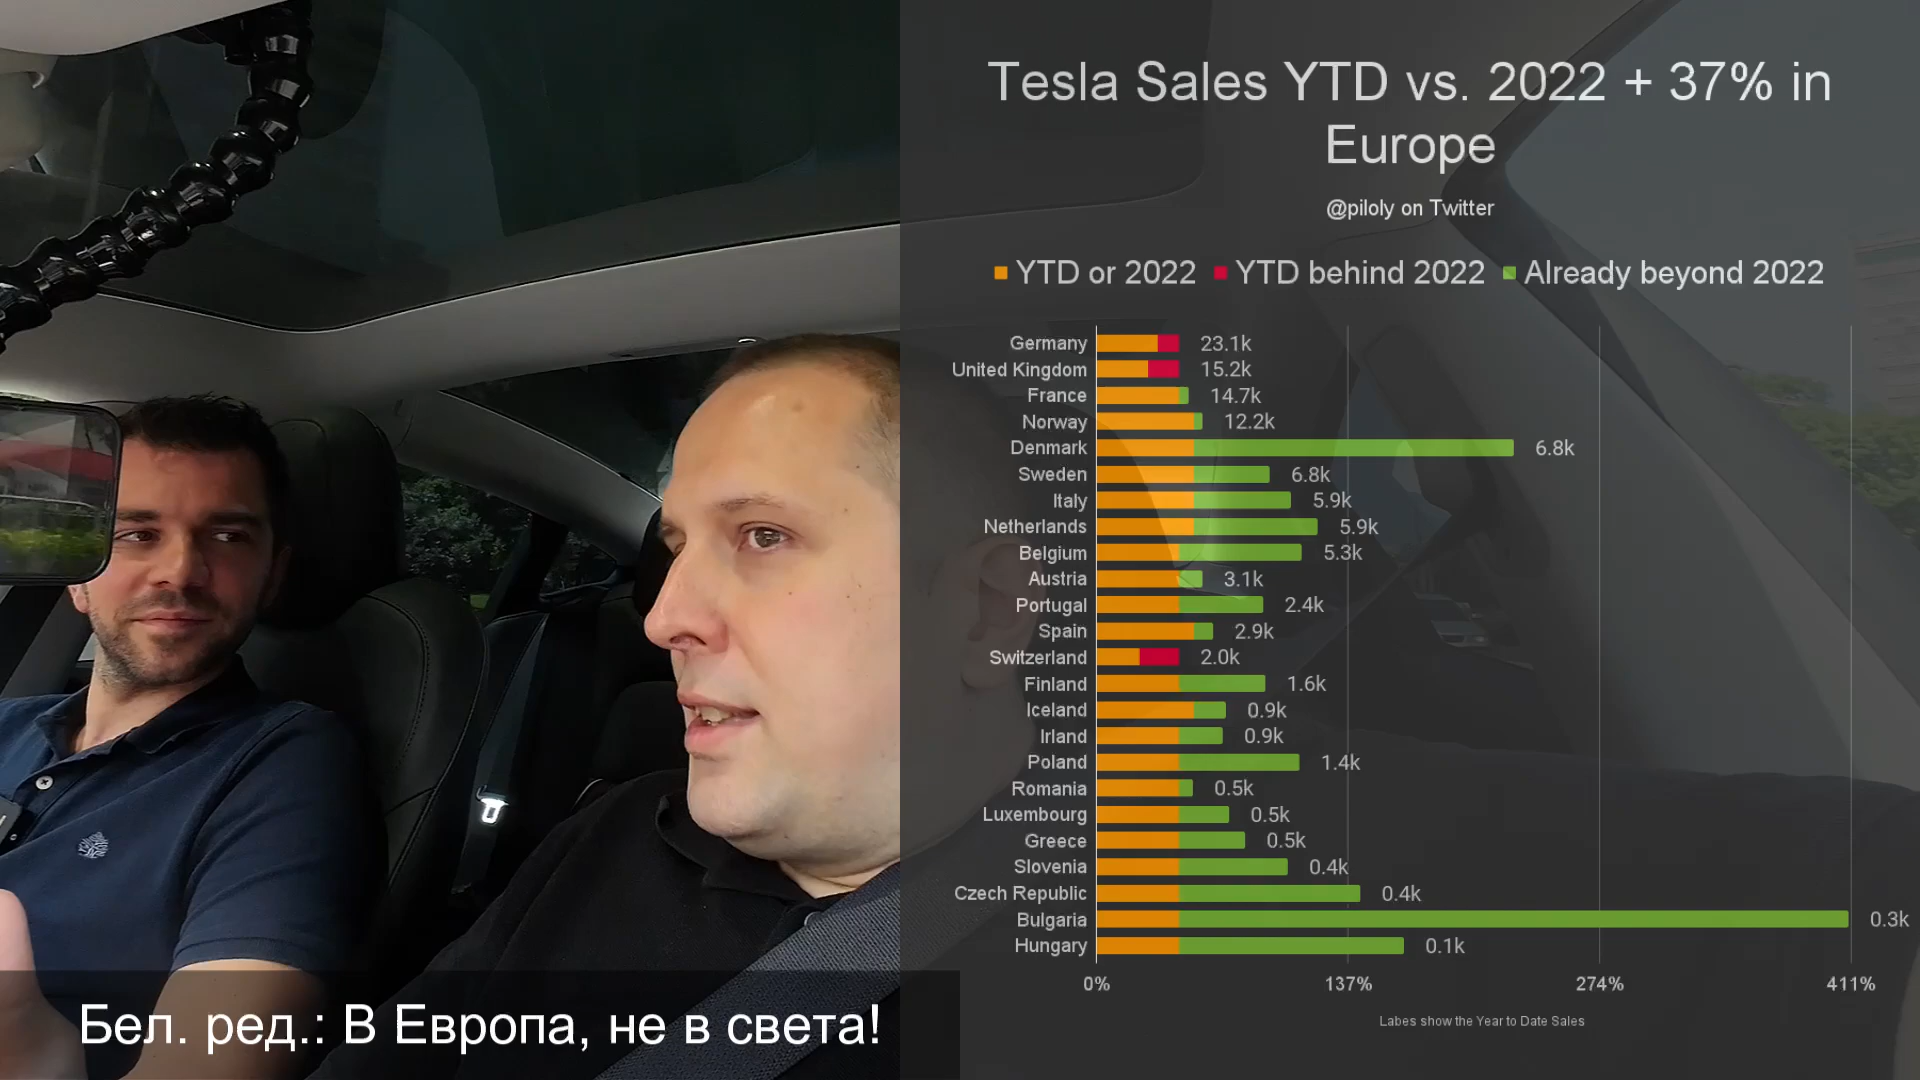 Tesla Sales YTD vs. 2022 + 37% in
Europe
@piloly on Twitter
YTD or 2022 YTD behind 2022 Already beyond 2022
Germany 23.1k
United Kingdom 15.2k
France 14.7k
Norway 12.2k
Denmark 6.8k
Sweden 6.8k
Italy 5.9k
Netherlands 5.9k
Belgium 5.3k
Austria 3.1k
Portugal 2.4k
Spain 2.9k
Switzerland 2.0k
Finland 1.6k
Iceland 0.9k
Irland 0.9k
Poland 1.4k
Romania 0.5k
Luxembourg 0.5k
Greece 0.5k
Slovenia 0.4k
Czech Republic 0.4k
Bulgaria 0.3k
Hungary 0.1k
0% 137% 274% 411%
Labes show the Year to Date Sales
Бел. ред.: В Европа, не в света!